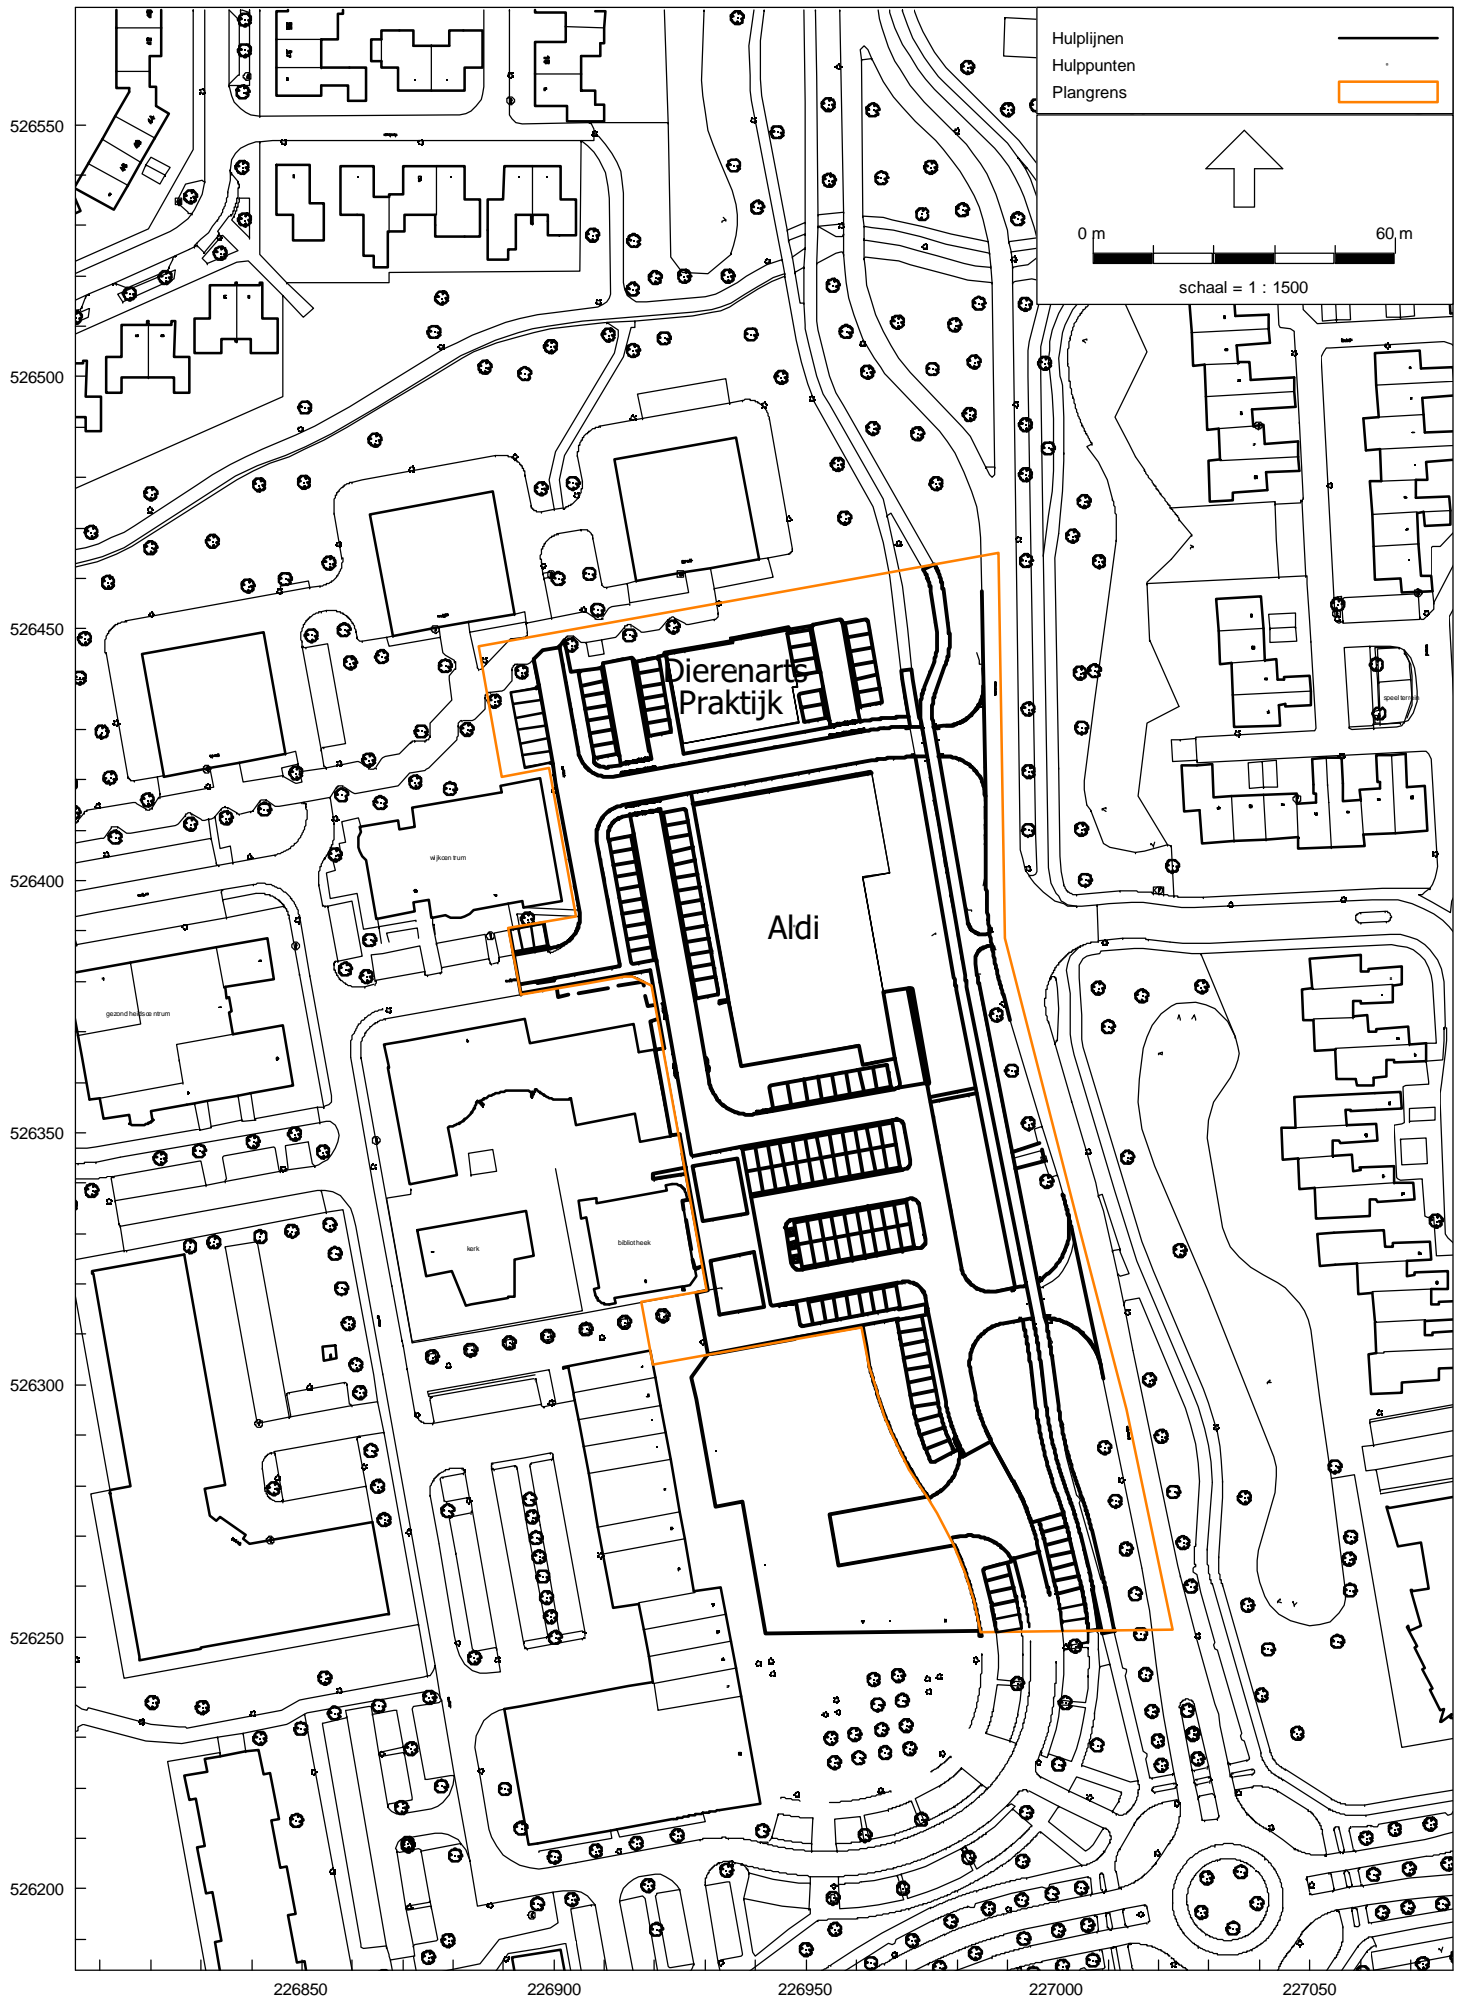 Hulplijnen
Hulppunten
Plangrens
0 m 60 m
schaal = 1 : 1500
526550
526500
526450
526400
526350
526300
526250
526200
Dierenarts
Praktijk
speelterrein
wijkcentrum
Aldi
gezondheidscentrum
kerk
bibliotheek
226850 226900 226950 227000 227050